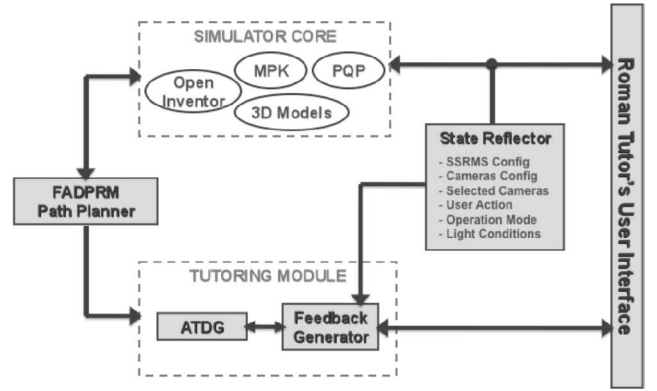 SIMULATOR CORE
MPK
PQP
Open
Inventor
3D Models
Roman Tutor's User Interface
State Reflector
- SSRMS Config
- Cameras Config
- Selected Cameras
- User Action
- Operation Mode
- Light Conditions
FADPRM
Path Planner
TUTORING MODULE
ATDG
Feedback
Generator